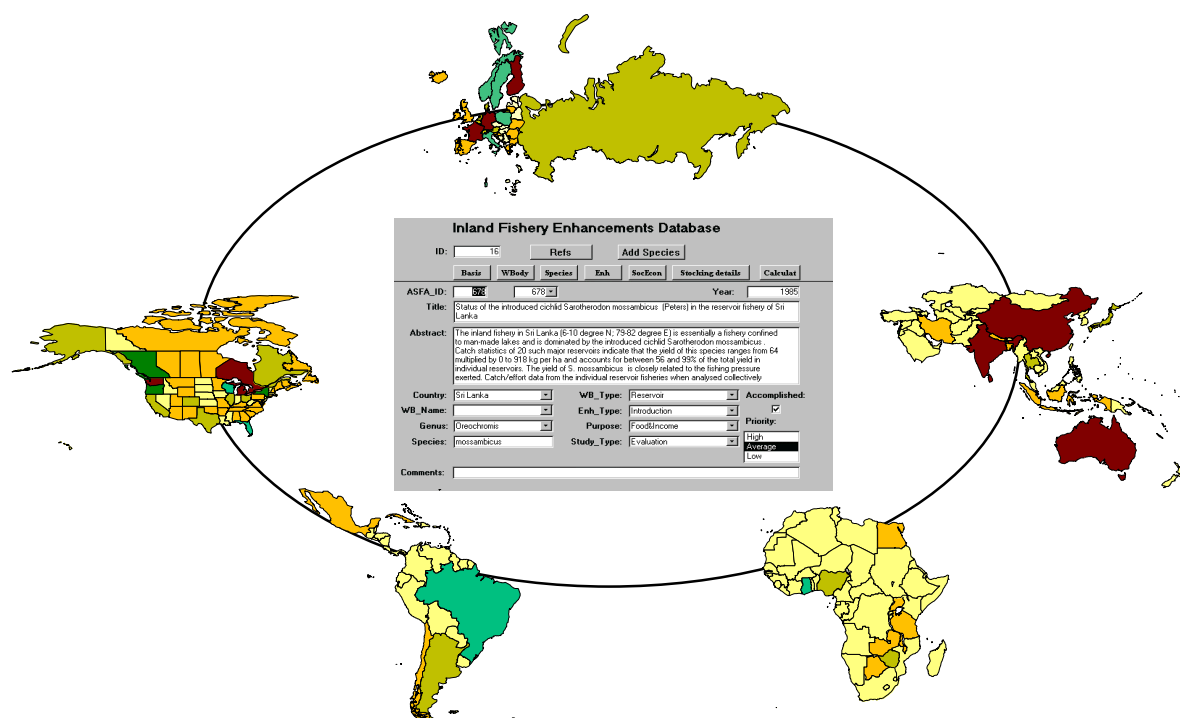 Inland Fishery Enhancements Database
ID: 16 Refs Add Species
Basis WBody Species Enh SocEcon Stocking details Calculat
ASFA_ID: 678 678 Year: 1985
Title: Status of the introduced cichlid Sarotherodon mossambicus (Peters) in the reservoir fishery of Sri
Lanka
Abstract: The inland fishery in Sri Lanka (6-10 degree N; 79-82 degree E) is essentially a fishery confined
to man-made lakes and is dominated by the introduced cichlid Sarotherodon mossambicus .
Catch statistics of 20 such major reservoirs indicate that the yield of this species ranges from 64
multiplied by 0 to 918 kg per ha and accounts for between 56 and 99% of the total yield in
individual reservoirs. The yield of S. mossambicus is closely related to the fishing pressure
exerted. Catch/effort data from the individual reservoir fisheries when analysed collectively
Country: Sri Lanka WB_Type: Reservoir Accomplished:
WB_Name: Enh_Type: Introduction
Genus: Oreochromis Purpose: Food&Income Priority:
Species: mossambicus Study_Type: Evaluation High
Average
Low
Comments: